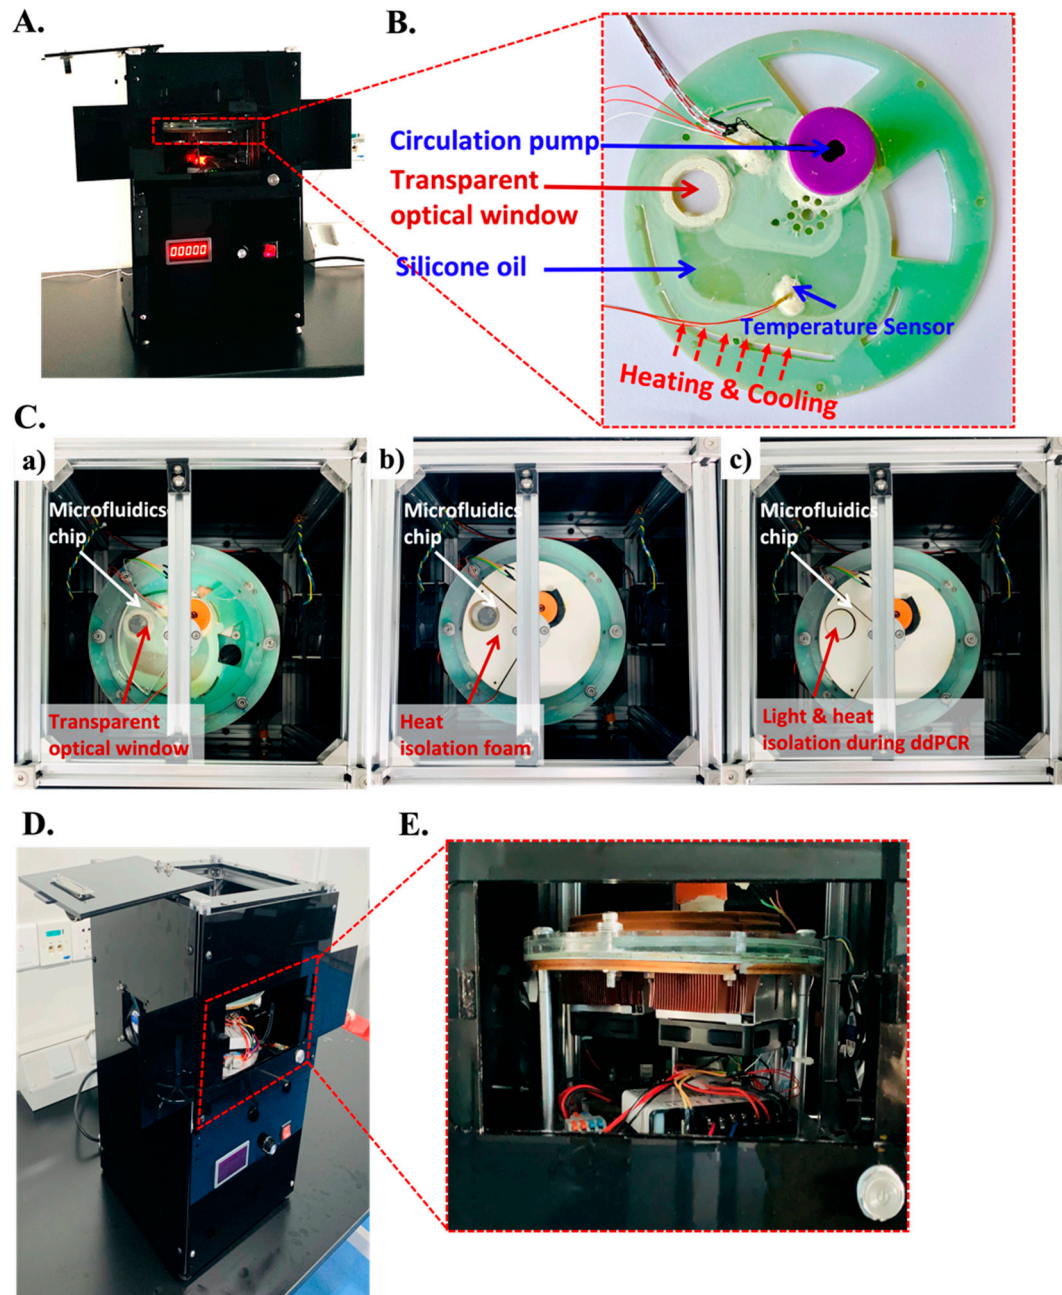 A.
B.
Circulation pump
Transparent
optical window
Silicone oil
Temperature Sensor
Heating & Cooling
00000
C.
a)
Microfluidics
chip
Transparent
optical window
b)
Microfluidics
chip
Heat
isolation foam
c)
Microfluidics
chip
Light & heat
isolation during ddPCR
D.
E.